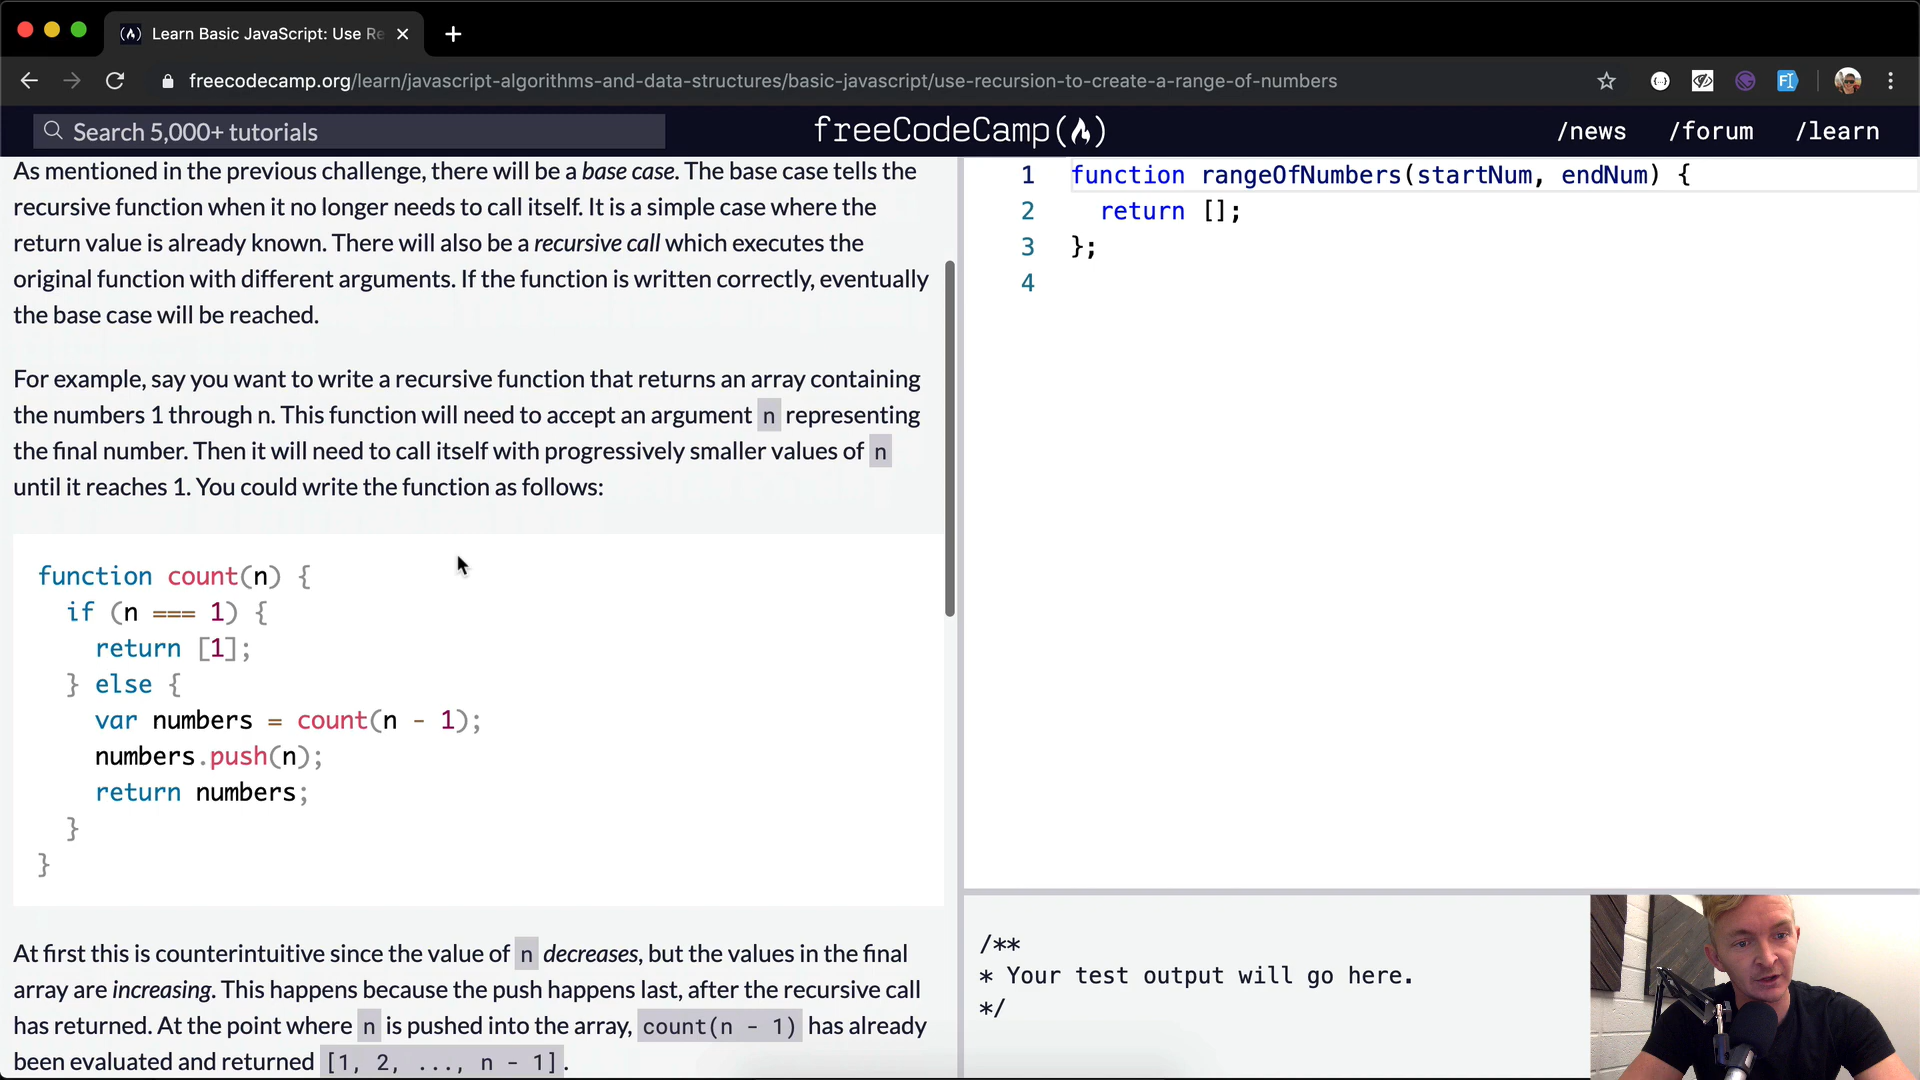 Learn Basic JavaScript: Use Re
freecodecamp.org/learn/javascript-algorithms-and-data-structures/basic-javascript/use-recursion-to-create-a-range-of-numbers
Search 5,000+ tutorials
freeCodeCamp
/news /forum /learn
As mentioned in the previous challenge, there will be a base case. The base case tells the
recursive function when it no longer needs to call itself. It is a simple case where the
return value is already known. There will also be a recursive call which executes the
original function with different arguments. If the function is written correctly, eventually
the base case will be reached.
For example, say you want to write a recursive function that returns an array containing
the numbers 1 through n. This function will need to accept an argument n representing
the final number. Then it will need to call itself with progressively smaller values of n
until it reaches 1. You could write the function as follows:
function count(n) {
if (n === 1) {
return [1];
} else {
var numbers = count(n - 1);
numbers.push(n);
return numbers;
}
}
At first this is counterintuitive since the value of n decreases, but the values in the final
array are increasing. This happens because the push happens last, after the recursive call
has returned. At the point where n is pushed into the array, count(n - 1) has already
been evaluated and returned [1, 2, ..., n - 1].
1 function rangeOfNumbers(startNum, endNum) {
2 return [];
3 };
4
/**
* Your test output will go here.
*/